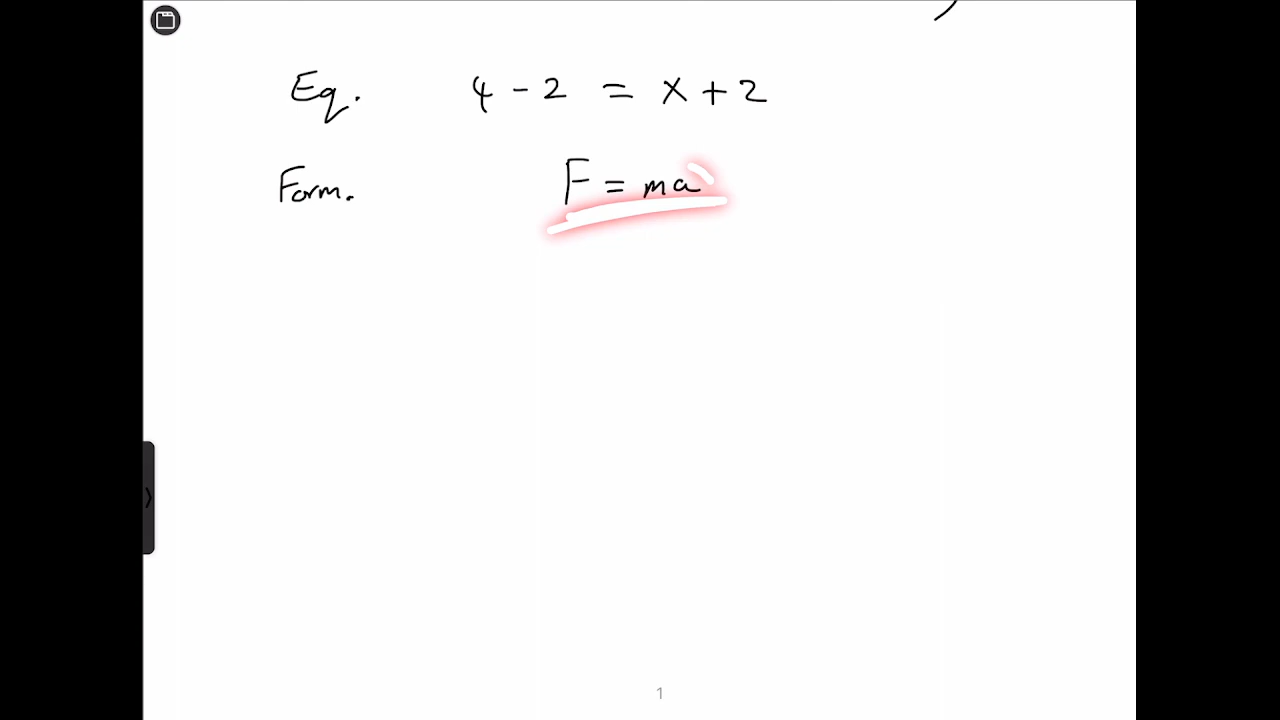 Eq. 4 - 2 = x + 2
Form. F = ma
1